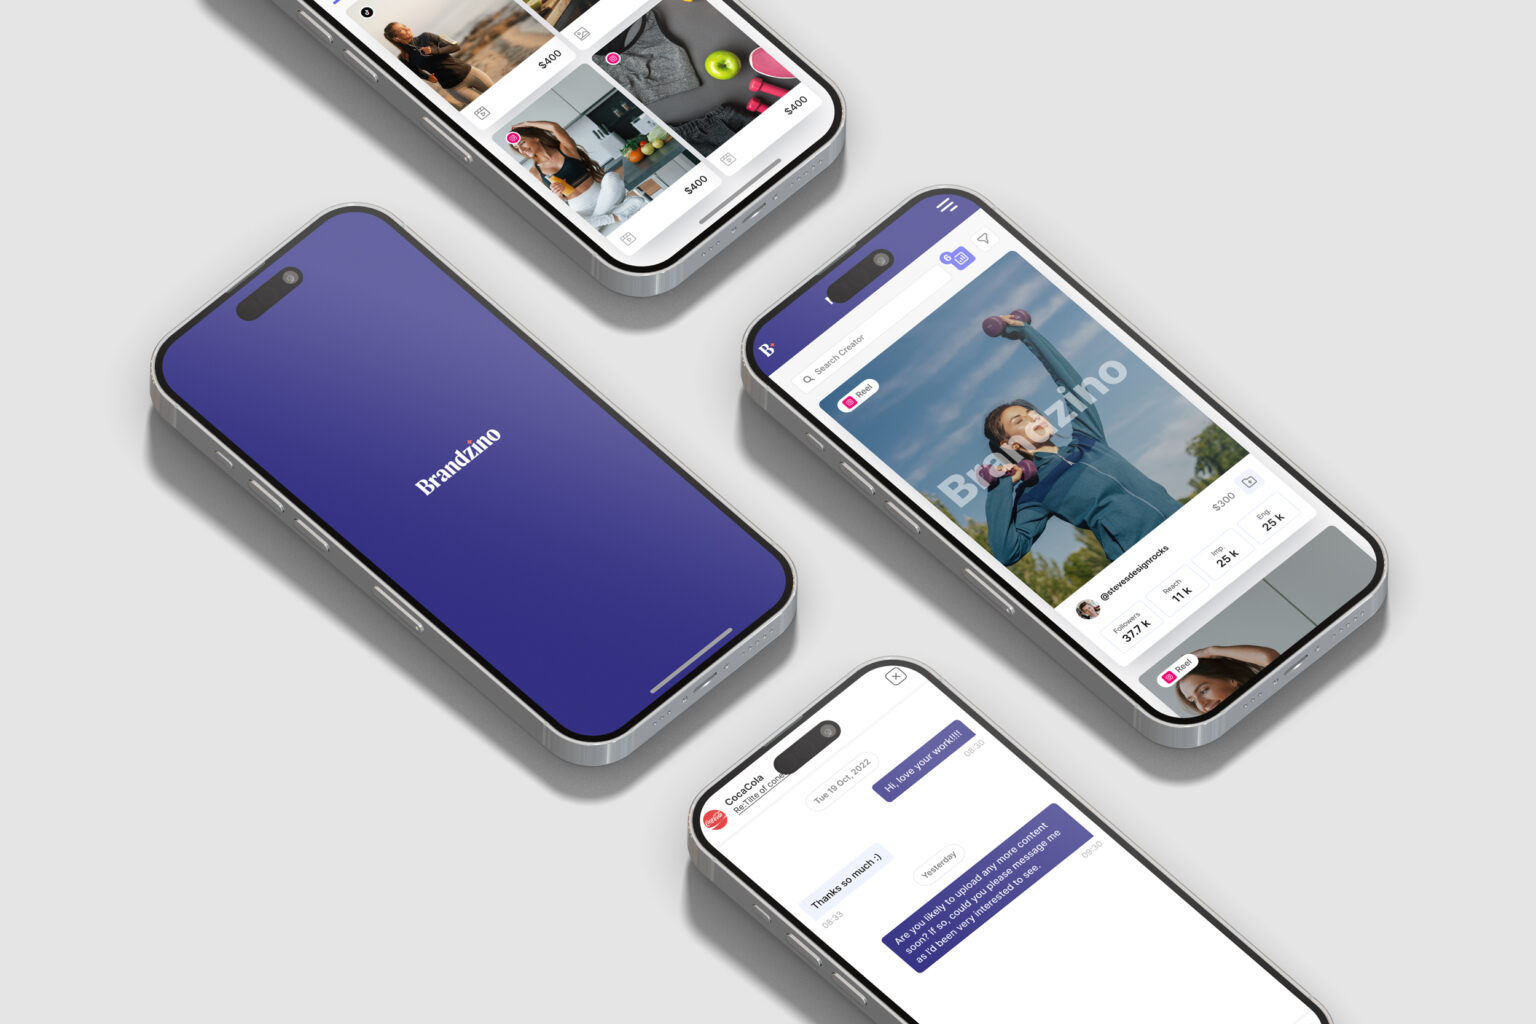 $400
$400
$400
Brandzino
B
6
Search Creator
Reel
Brandzino
$300
@stevesdesignrocks
Followers
37.7 k
Reach
11 k
Imp.
25 k
Eng.
25 k
Reel
CocaCola
Re:Tilte of
Tue 19 Oct, 2022
Hi, love your work!!!!
08:30
Thanks so much :)
08:33
Yesterday
Are you likely to upload any more content
soon? If so, could you please message me
as i'd been very interested to see.
09:30